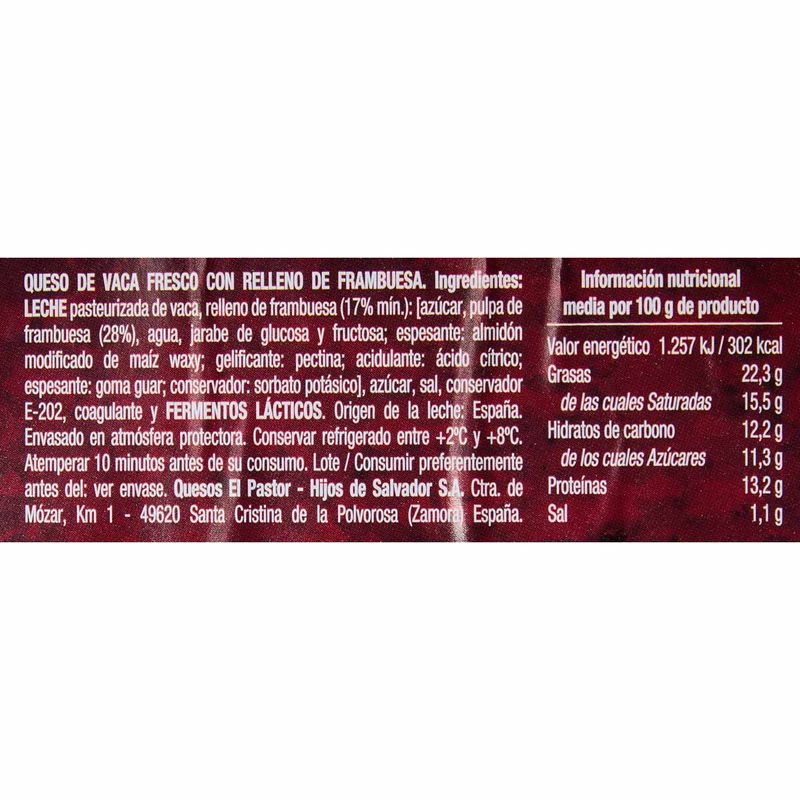 QUESO DE VACA FRESCO CON RELLENO DE FRAMBUESA. Ingredientes:
LECHE pasteurizada de vaca, relleno de frambuesa (17% mín.): [azúcar, pulpa de
frambuesa (28%), agua, jarabe de glucosa y fructosa; espesante: almidón
modificado de maíz waxy; gelificante: pectina; acidulante: ácido cítrico;
espesante: goma guar; conservador: sorbato potásico], azúcar, sal, conservador
E-202, coagulante y FERMENTOS LÁCTICOS. Origen de la leche: España.
Envasado en atmósfera protectora. Conservar refrigerado entre +2ºC y +8ºC.
Atemperar 10 minutos antes de su consumo. Lote / Consumir preferentemente
antes del: ver envase. Quesos El Pastor - Hijos de Salvador S.A. Ctra. de
Mózar, Km 1 - 49620 Santa Cristina de la Polvorosa (Zamora) España.
Información nutricional
media por 100 g de producto
Valor energético 1.257 kJ / 302 kcal
Grasas 22,3 g
de las cuales Saturadas 15,5 g
Hidratos de carbono 12,2 g
de los cuales Azúcares 11,3 g
Proteínas 13,2 g
Sal 1,1 g